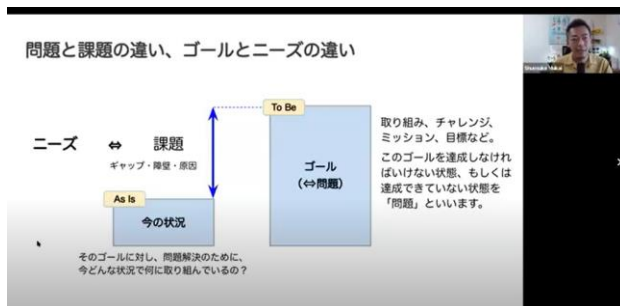 問題と課題の違い、ゴールとニーズの違い
To Be
ニーズ ⇔ 課題
ギャップ・障壁・原因
As Is
今の状況
ゴール
(⇔問題)
取り組み、チャレンジ、
ミッション、目標など。
このゴールを達成しなけれ
ばいけない状態、もしくは
達成できていない状態を
「問題」といいます。
そのゴールに対し、問題解決のために、
今どんな状況で何に取り組んでいるの？